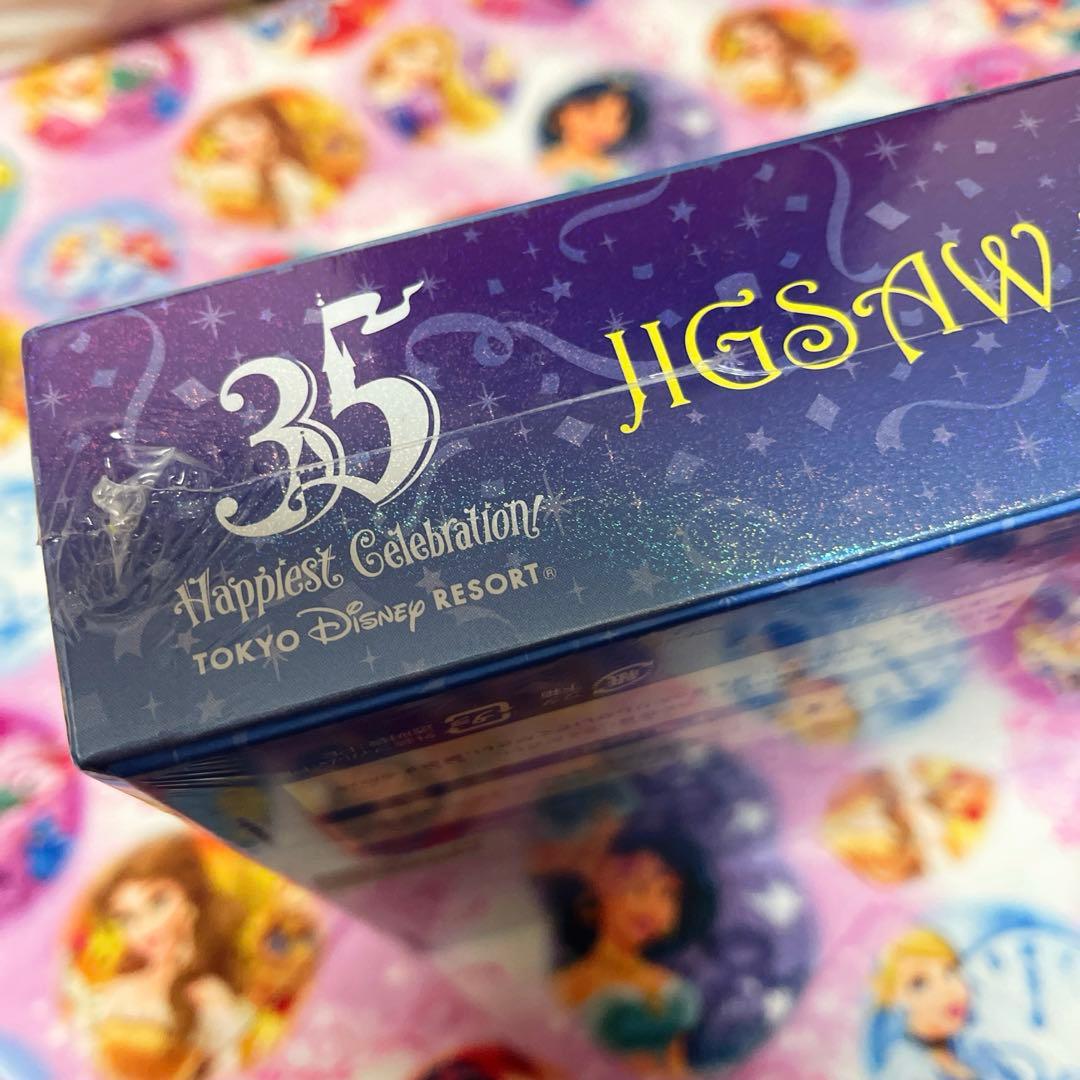 35
JIGSAW
Happiest Celebration!
TOKYO Disney RESORT®